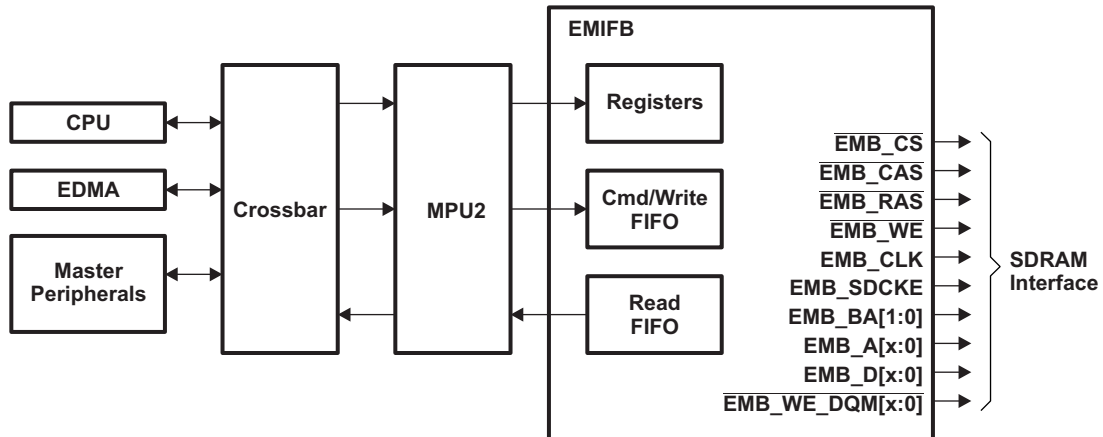 EMIFB
CPU
EDMA
Master
Peripherals
Crossbar
MPU2
Registers
Cmd/Write
FIFO
Read
FIFO
EMB_CS
EMB_CAS
EMB_RAS
EMB_WE
EMB_CLK
EMB_SDCKE
EMB_BA[1:0]
EMB_A[x:0]
EMB_D[x:0]
EMB_WE_DQM[x:0]
SDRAM
Interface